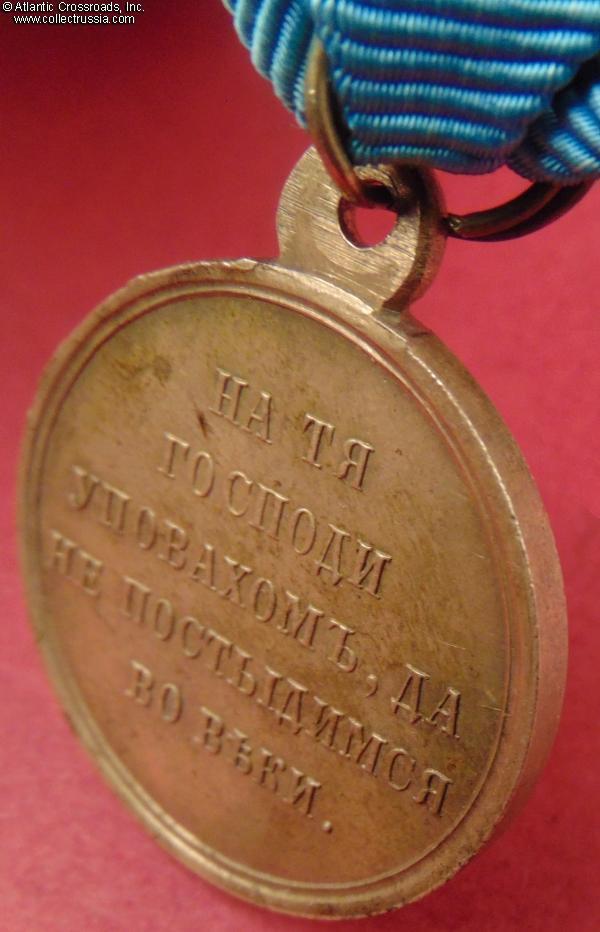 © Atlantic Crossroads, Inc.
www.collectrussia.com
НА ТЯ
ГОСПОДИ
УПОВАХОМЪ, ДА
НЕ ПОСТЫДИМСЯ
ВО ВѢКИ.